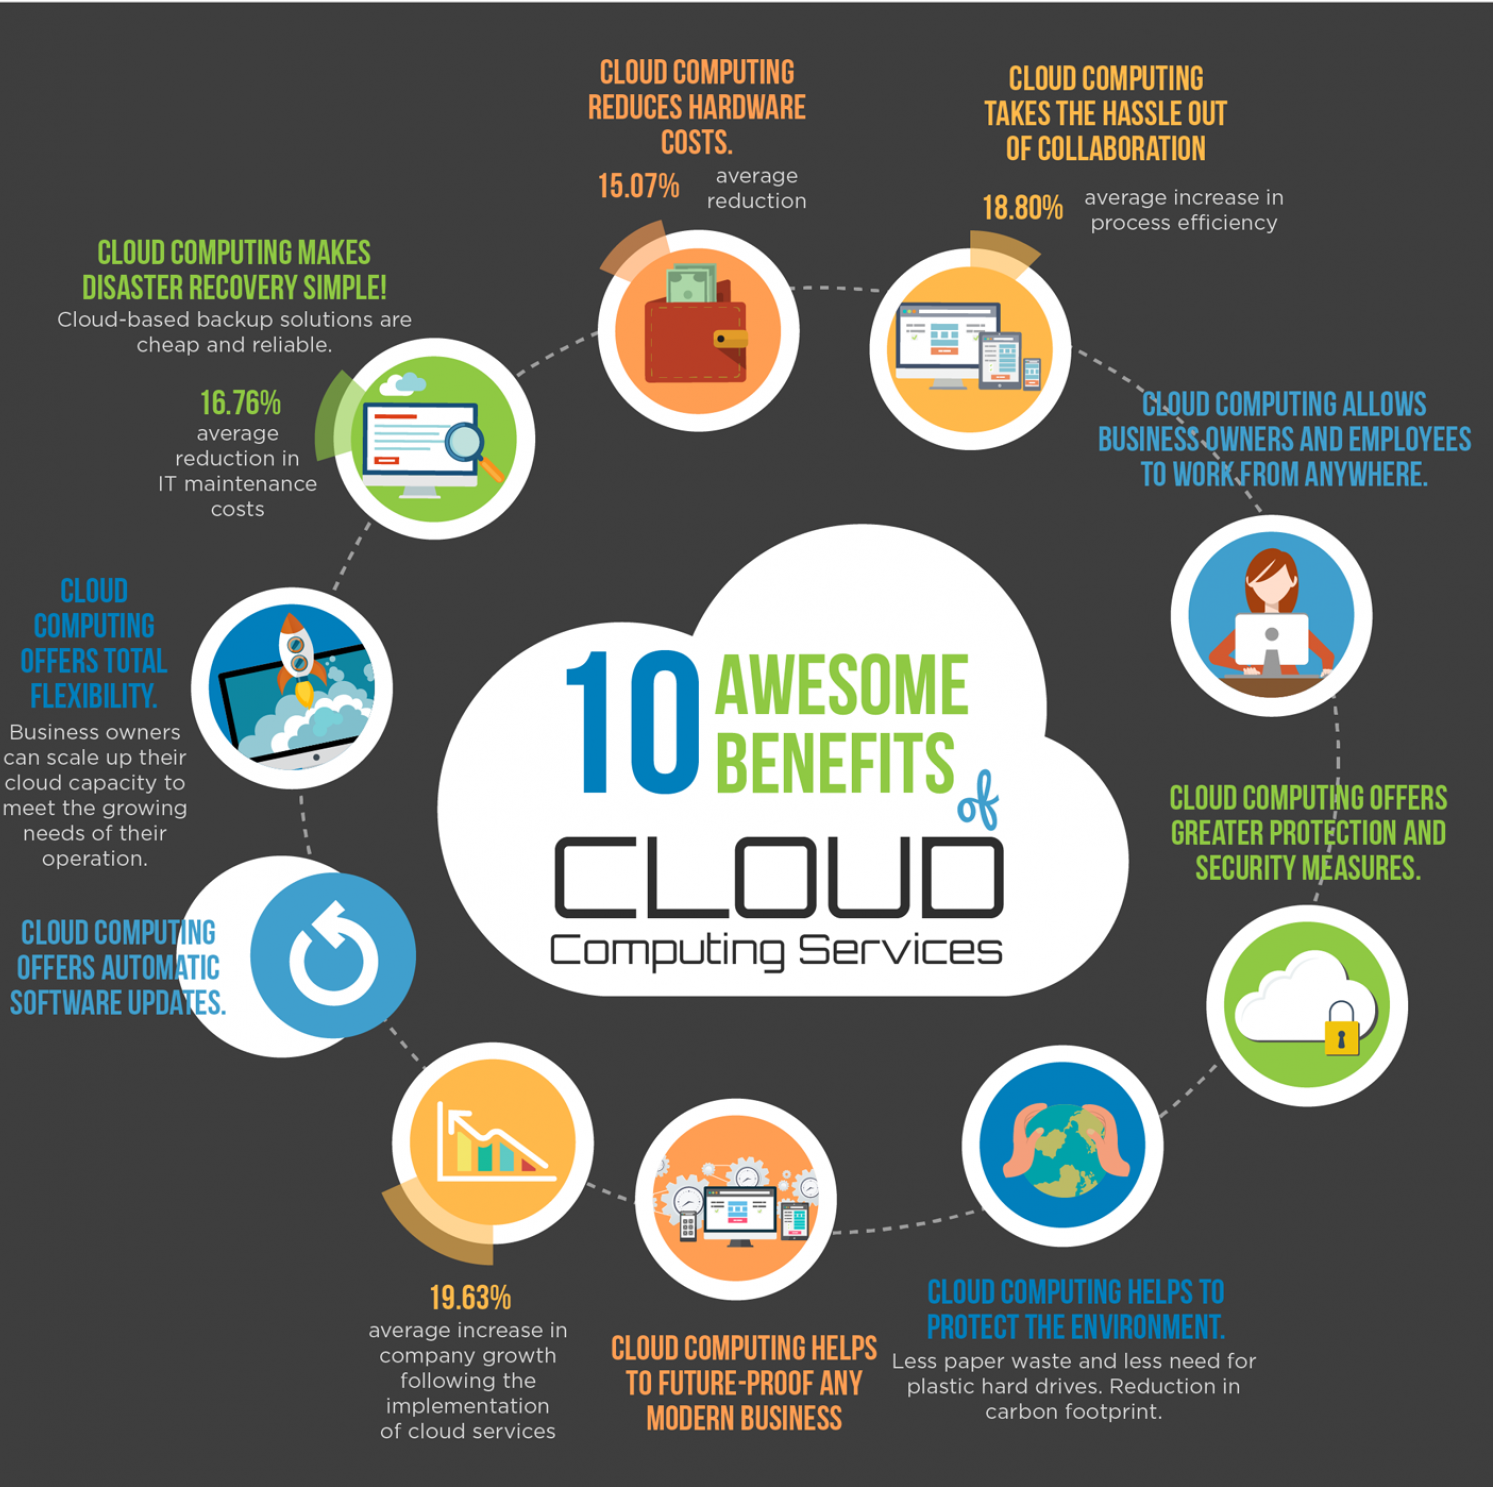 CLOUD COMPUTING
REDUCES HARDWARE
COSTS.
15.07%
average
reduction
CLOUD COMPUTING
TAKES THE HASSLE OUT
OF COLLABORATION
18.80%
average increase in
process efficiency
CLOUD COMPUTING MAKES
DISASTER RECOVERY SIMPLE!
Cloud-based backup solutions are
cheap and reliable.
16.76%
average
reduction in
IT maintenance
costs
CLOUD COMPUTING ALLOWS
BUSINESS OWNERS AND EMPLOYEES
TO WORK FROM ANYWHERE.
CLOUD
COMPUTING
OFFERS TOTAL
FLEXIBILITY.
Business owners
can scale up their
cloud capacity to
meet the growing
needs of their
operation.
10 AWESOME
BENEFITS
of
CLOUD
Computing Services
CLOUD COMPUTING OFFERS
GREATER PROTECTION AND
SECURITY MEASURES.
CLOUD COMPUTING
OFFERS AUTOMATIC
SOFTWARE UPDATES.
19.63%
average increase in
company growth
following the
implementation
of cloud services
CLOUD COMPUTING HELPS
TO FUTURE-PROOF ANY
MODERN BUSINESS
CLOUD COMPUTING HELPS TO
PROTECT THE ENVIRONMENT.
Less paper waste and less need for
plastic hard drives. Reduction in
carbon footprint.